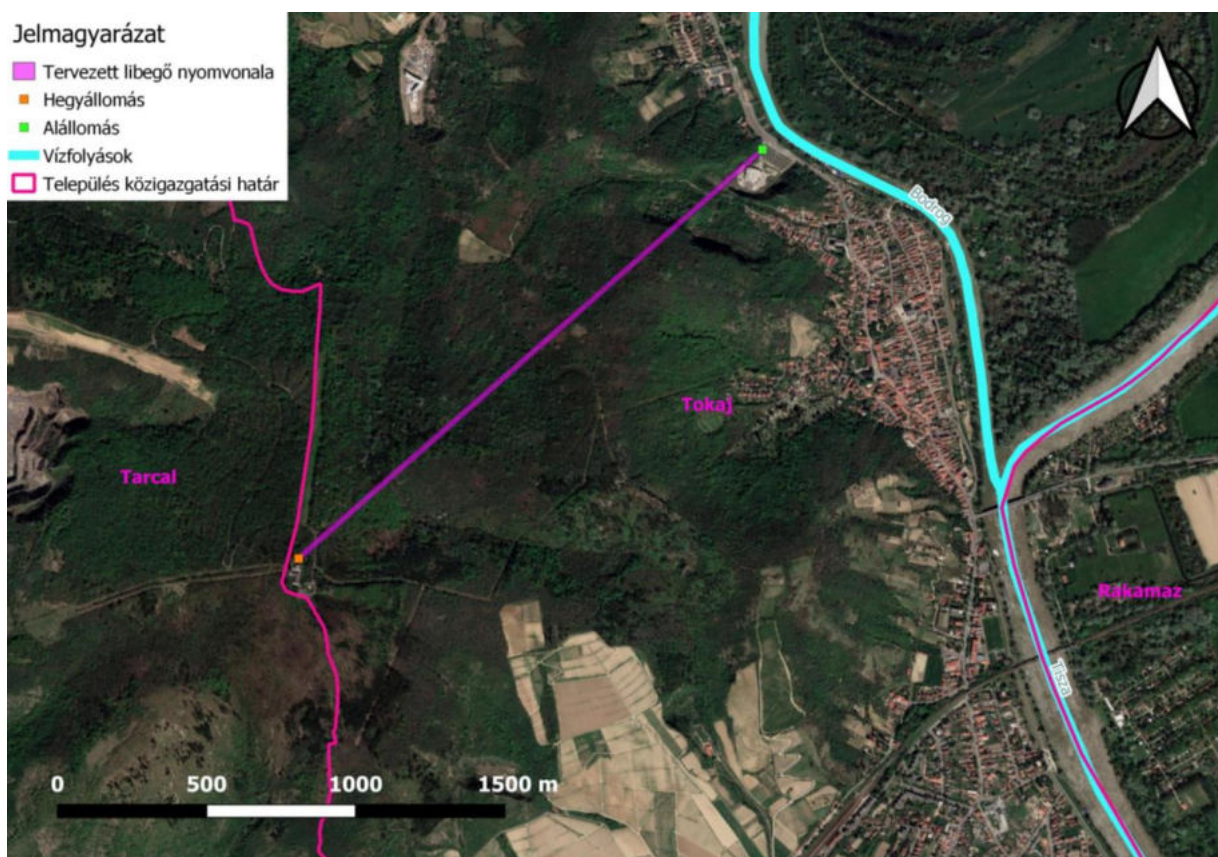 Jelmagyarázat
Tervezett libegő nyomvonala
Hegyállomás
Alállomás
Vízfolyások
Település közigazgatási határ
Bodrog
Tokaj
Tarcal
Rakamaz
Tisza
0 500 1000 1500 m